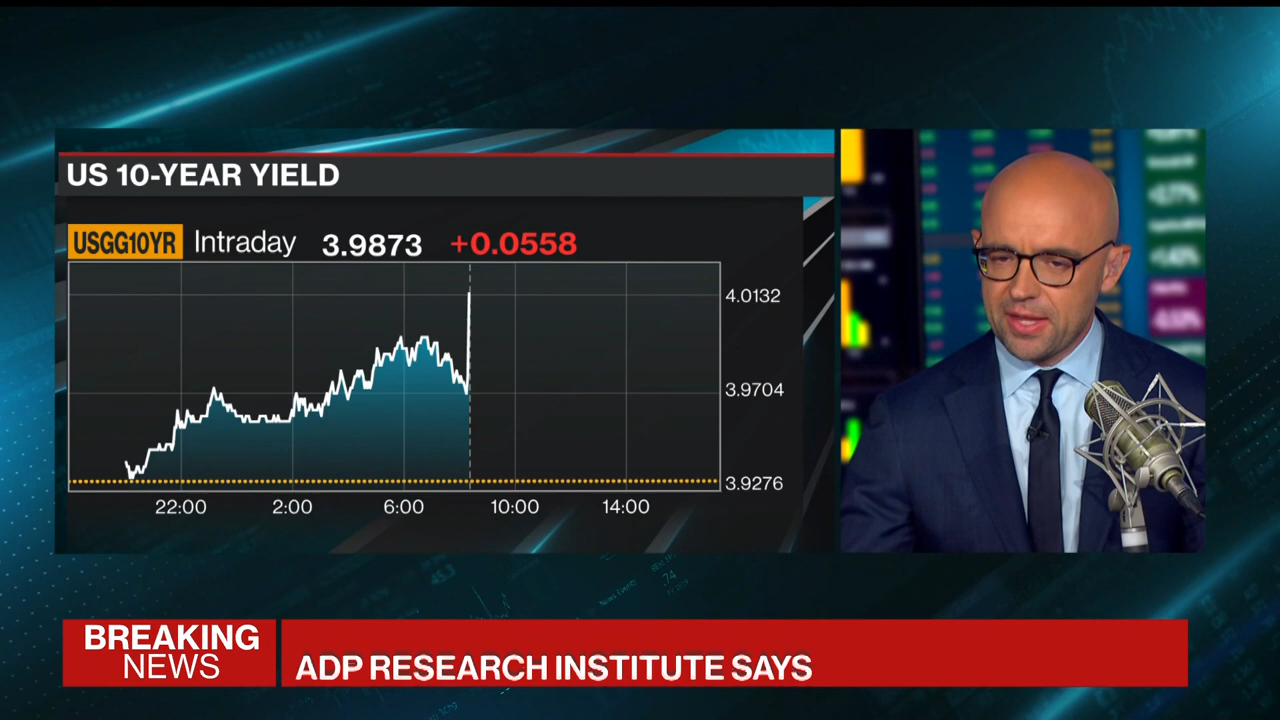 US 10-YEAR YIELD
USGG10YR Intraday 3.9873 +0.0558
4.0132
3.9704
3.9276
22:00 2:00 6:00 10:00 14:00
BREAKING
NEWS
ADP RESEARCH INSTITUTE SAYS